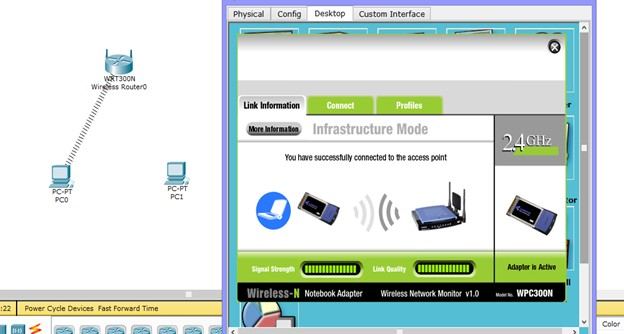 Physical Config Desktop Custom Interface
WRT300N
Wireless Router0
PC-PT
PC0
PC-PT
PC1
Link Information Connect Profiles
More Information Infrastructure Mode
2.4GHz
You have successfully connected to the access point
Signal Strength Link Quality Adapter is Active
Wireless-N Notebook Adapter Wireless Network Monitor v1.0 Model No. WPC300N
:22 Power Cycle Devices Fast Forward Time
Color